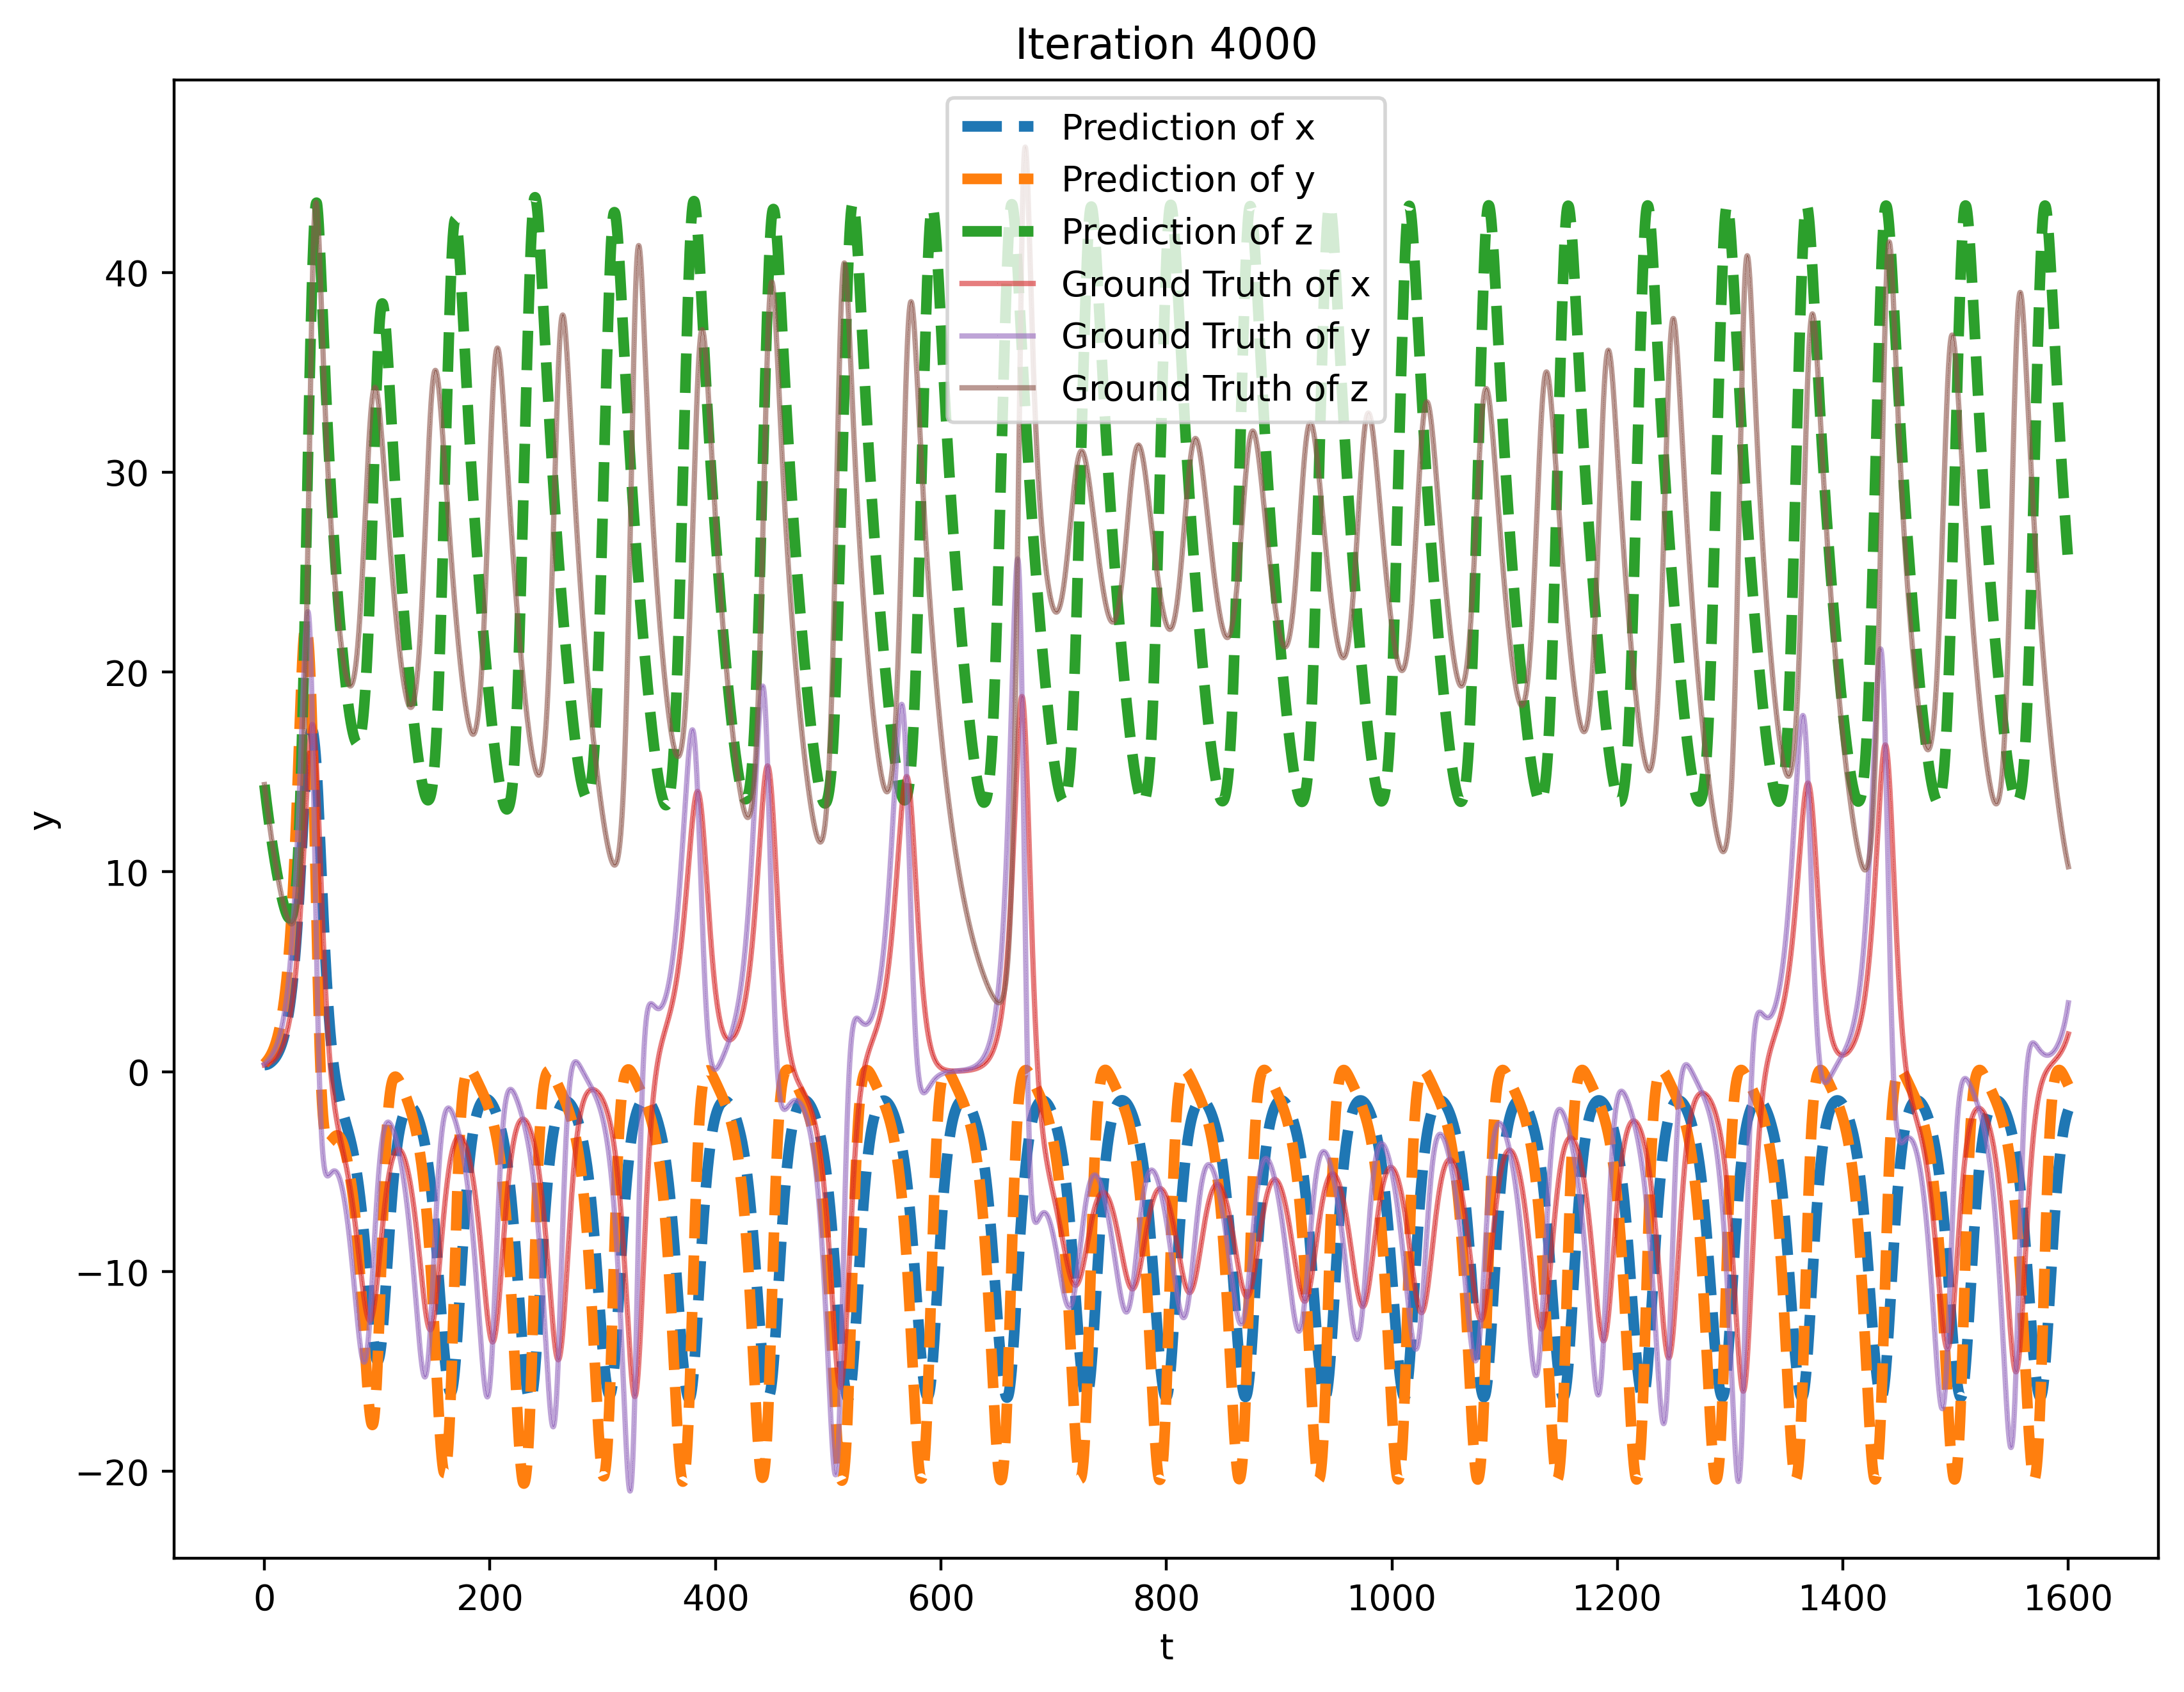 Iteration 4000
Prediction of x
Prediction of y
Prediction of z
Ground Truth of x
Ground Truth of y
Ground Truth of z
40
30
20
10
0
−10
−20
y
0 200 400 600 800 1000 1200 1400 1600
t